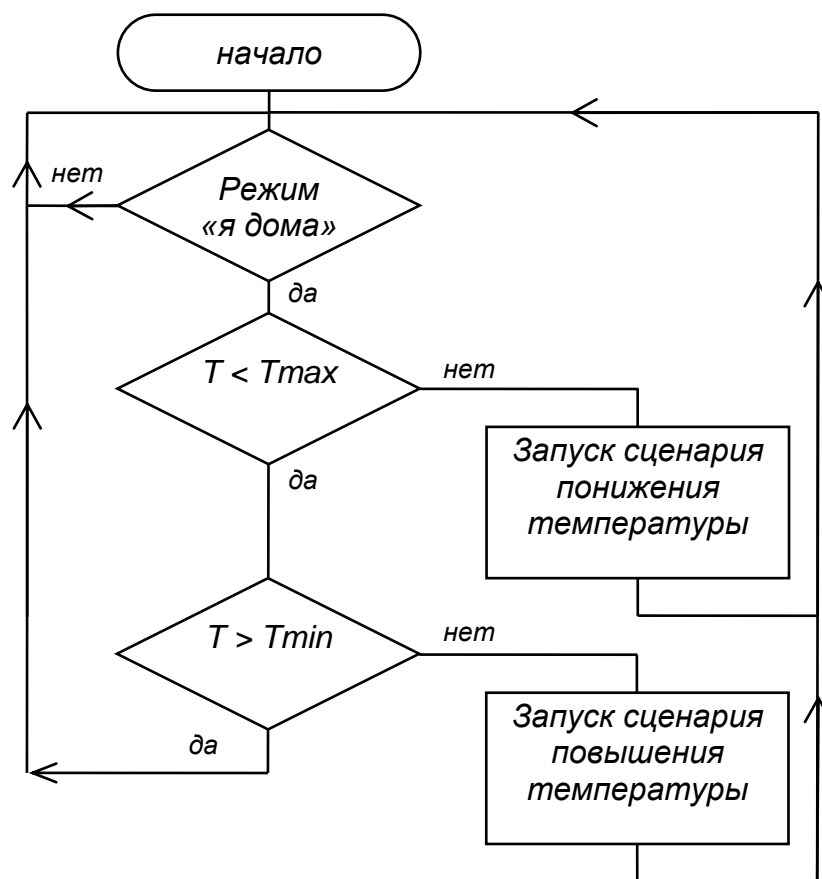 начало
нет
Режим
«я дома»
да
T < Tmax
нет
Запуск сценария
понижения
температуры
да
T > Tmin
нет
Запуск сценария
повышения
температуры
да